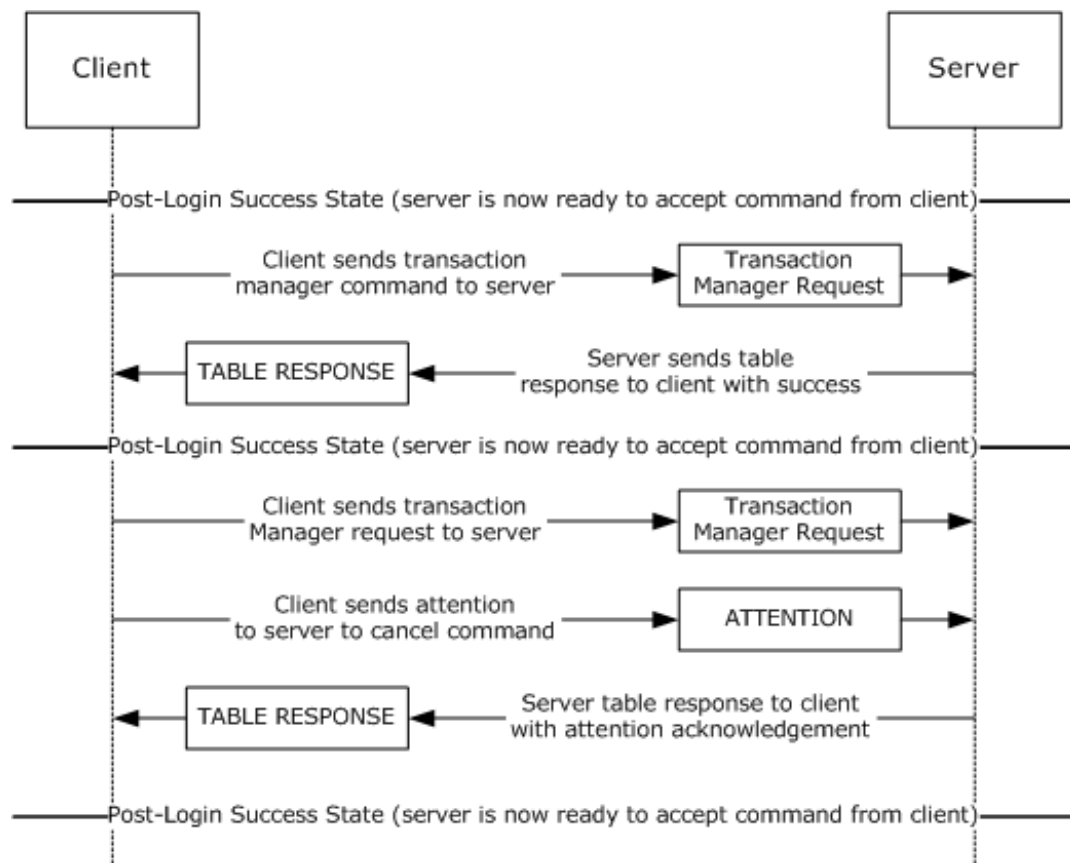 Client
Server
Post-Login Success State (server is now ready to accept command from client)
Client sends transaction
manager command to server
Transaction
Manager Request
TABLE RESPONSE
Server sends table
response to client with success
Post-Login Success State (server is now ready to accept command from client)
Client sends transaction
Manager request to server
Transaction
Manager Request
Client sends attention
to server to cancel command
ATTENTION
TABLE RESPONSE
Server table response to client
with attention acknowledgement
Post-Login Success State (server is now ready to accept command from client)